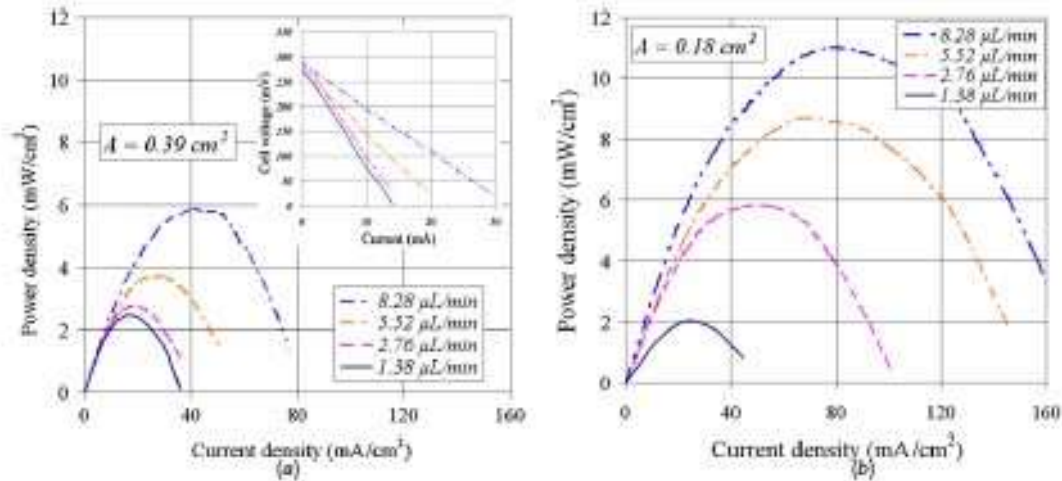 12
10
8
6
4
2
0
0
40
80
120
160
Power density (mW/cm²)
Current density (mA/cm²)
(a)
A = 0.39 cm²
Cell voltage (mV)
0
10
20
30
Current (mA)
8.28 µL/min
5.52 µL/min
2.76 µL/min
1.38 µL/min
12
10
8
6
4
2
0
0
40
80
120
160
Power density (mW/cm²)
Current density (mA/cm²)
(b)
A = 0.18 cm²
8.28 µL/min
5.52 µL/min
2.76 µL/min
1.38 µL/min